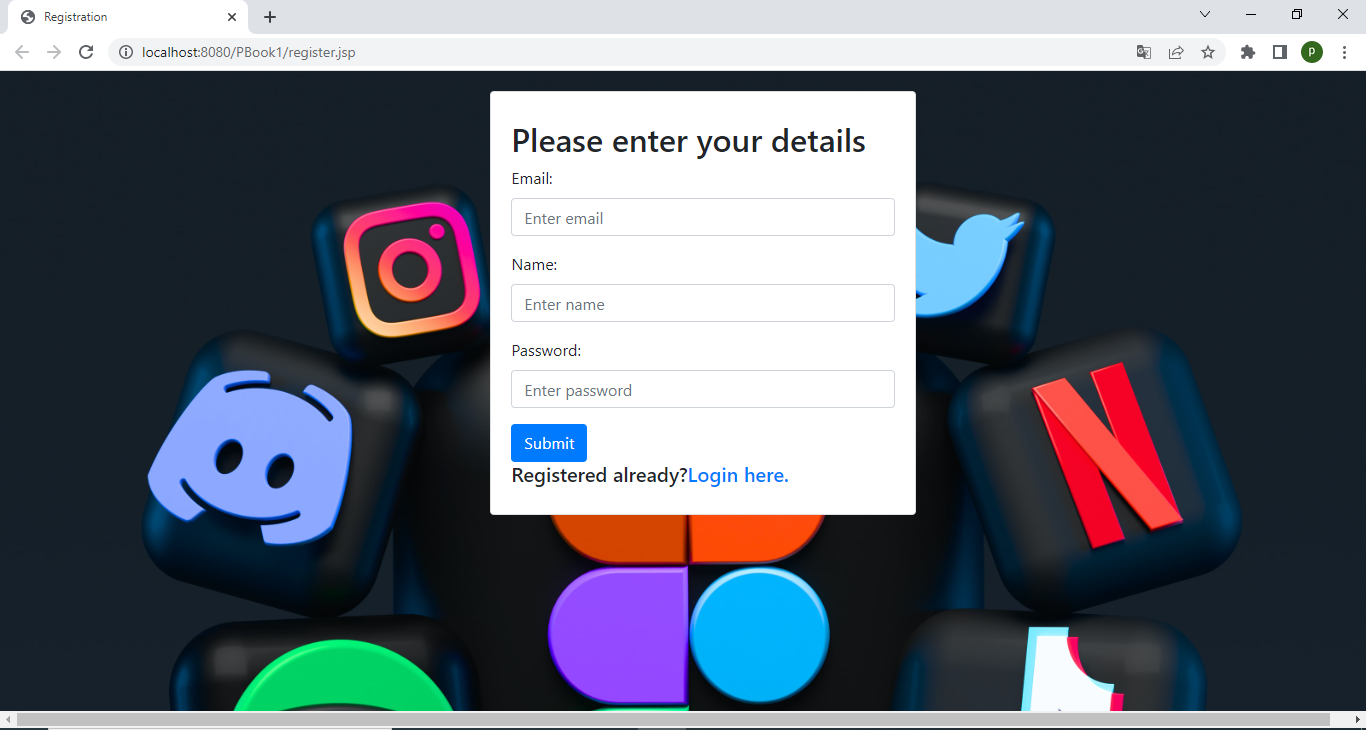 Registration
localhost:8080/PBook1/register.jsp
P
Please enter your details
Email:
Enter email
Name:
Enter name
Password:
Enter password
Submit
Registered already?Login here.